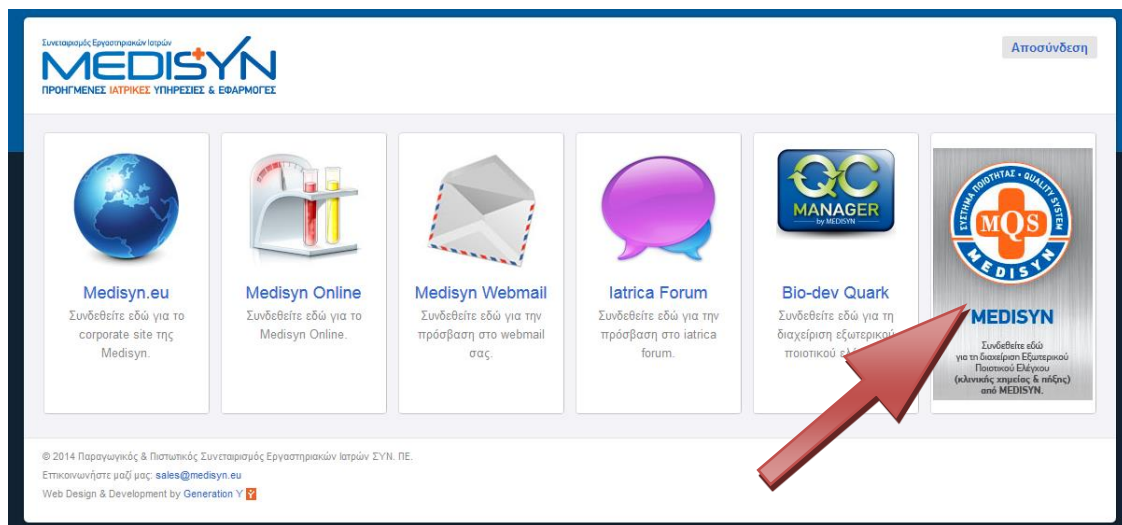 Συνεταιρισμός Εργαστηριακών Ιατρών
MEDISYN
ΠΡΟΗΓΜΕΝΕΣ ΙΑΤΡΙΚΕΣ ΥΠΗΡΕΣΙΕΣ & ΕΦΑΡΜΟΓΕΣ
Αποσύνδεση
Medisyn.eu
Συνδεθείτε εδώ για το
corporate site της
Medisyn.
Medisyn Online
Συνδεθείτε εδώ για το
Medisyn Online.
Medisyn Webmail
Συνδεθείτε εδώ για την
πρόσβαση στο webmail
σας.
Iatrica Forum
Συνδεθείτε εδώ για την
πρόσβαση στο iatrica
forum.
QC
MANAGER
by MEDISYN
Bio-dev Quark
Συνδεθείτε εδώ για τη
διαχείριση εξωτερικού
ποιοτικού
ΣΥΣΤΗΜΑ ΠΟΙΟΤΗΤΑΣ • QUALITY SYSTEM
MQS
MEDISYN
MEDISYN
Συνδεθείτε εδώ
για τη διαχείριση Εξωτερικού
Ποιοτικού Ελέγχου
(κλινικής χημείας & πήξης)
από MEDISYN.
© 2014 Παραγωγικός & Πιστωτικός Συνεταιρισμός Εργαστηριακών Ιατρών ΣΥΝ. ΠΕ.
Επικοινωνήστε μαζί μας: sales@medisyn.eu
Web Design & Development by Generation Y